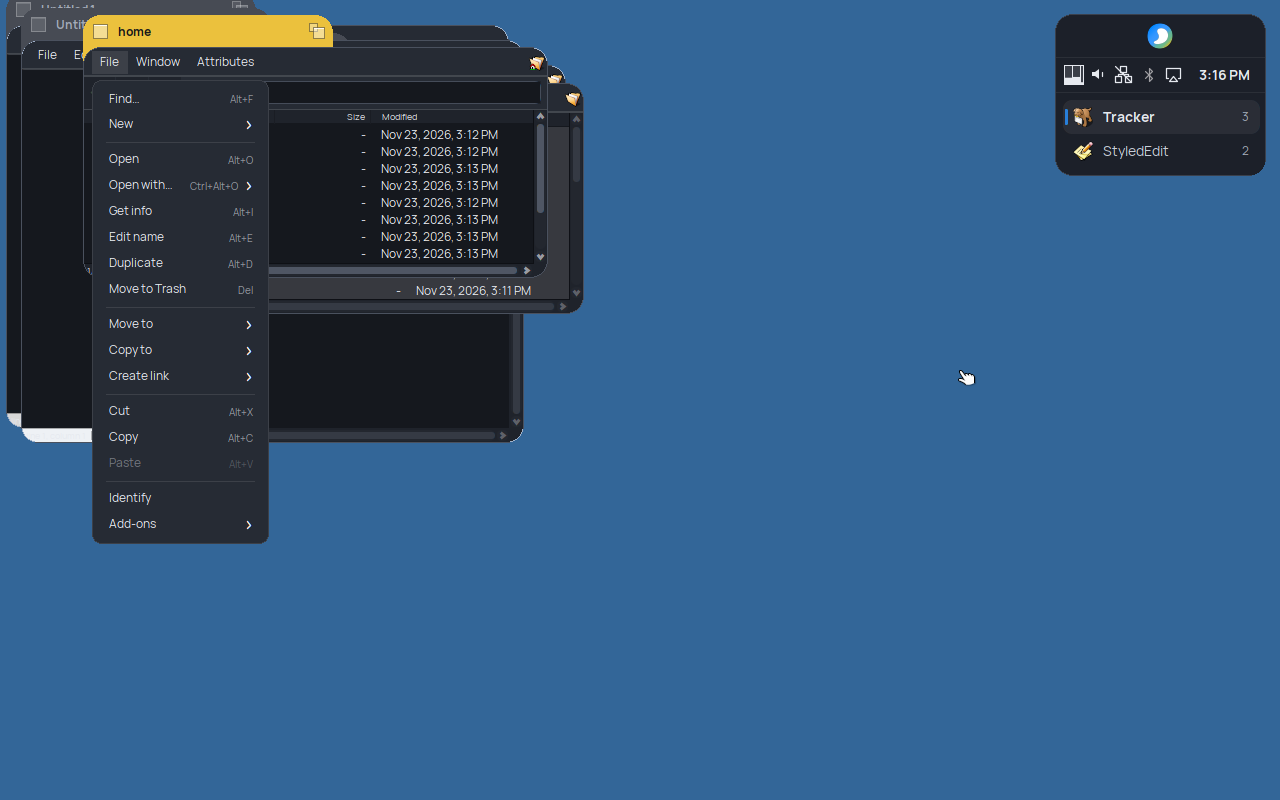 Untitled 1
Untit
home
File E
File Window Attributes
3:16 PM
Tracker 3
StyledEdit 2
Find… Alt+F
New
Open Alt+O
Open with… Ctrl+Alt+O
Get info Alt+I
Edit name Alt+E
Duplicate Alt+D
Move to Trash Del
Move to
Copy to
Create link
Cut Alt+X
Copy Alt+C
Paste Alt+V
Identify
Add-ons
Size Modified
- Nov 23, 2026, 3:12 PM
- Nov 23, 2026, 3:12 PM
- Nov 23, 2026, 3:13 PM
- Nov 23, 2026, 3:13 PM
- Nov 23, 2026, 3:12 PM
- Nov 23, 2026, 3:13 PM
- Nov 23, 2026, 3:13 PM
- Nov 23, 2026, 3:13 PM
- Nov 23, 2026, 3:11 PM